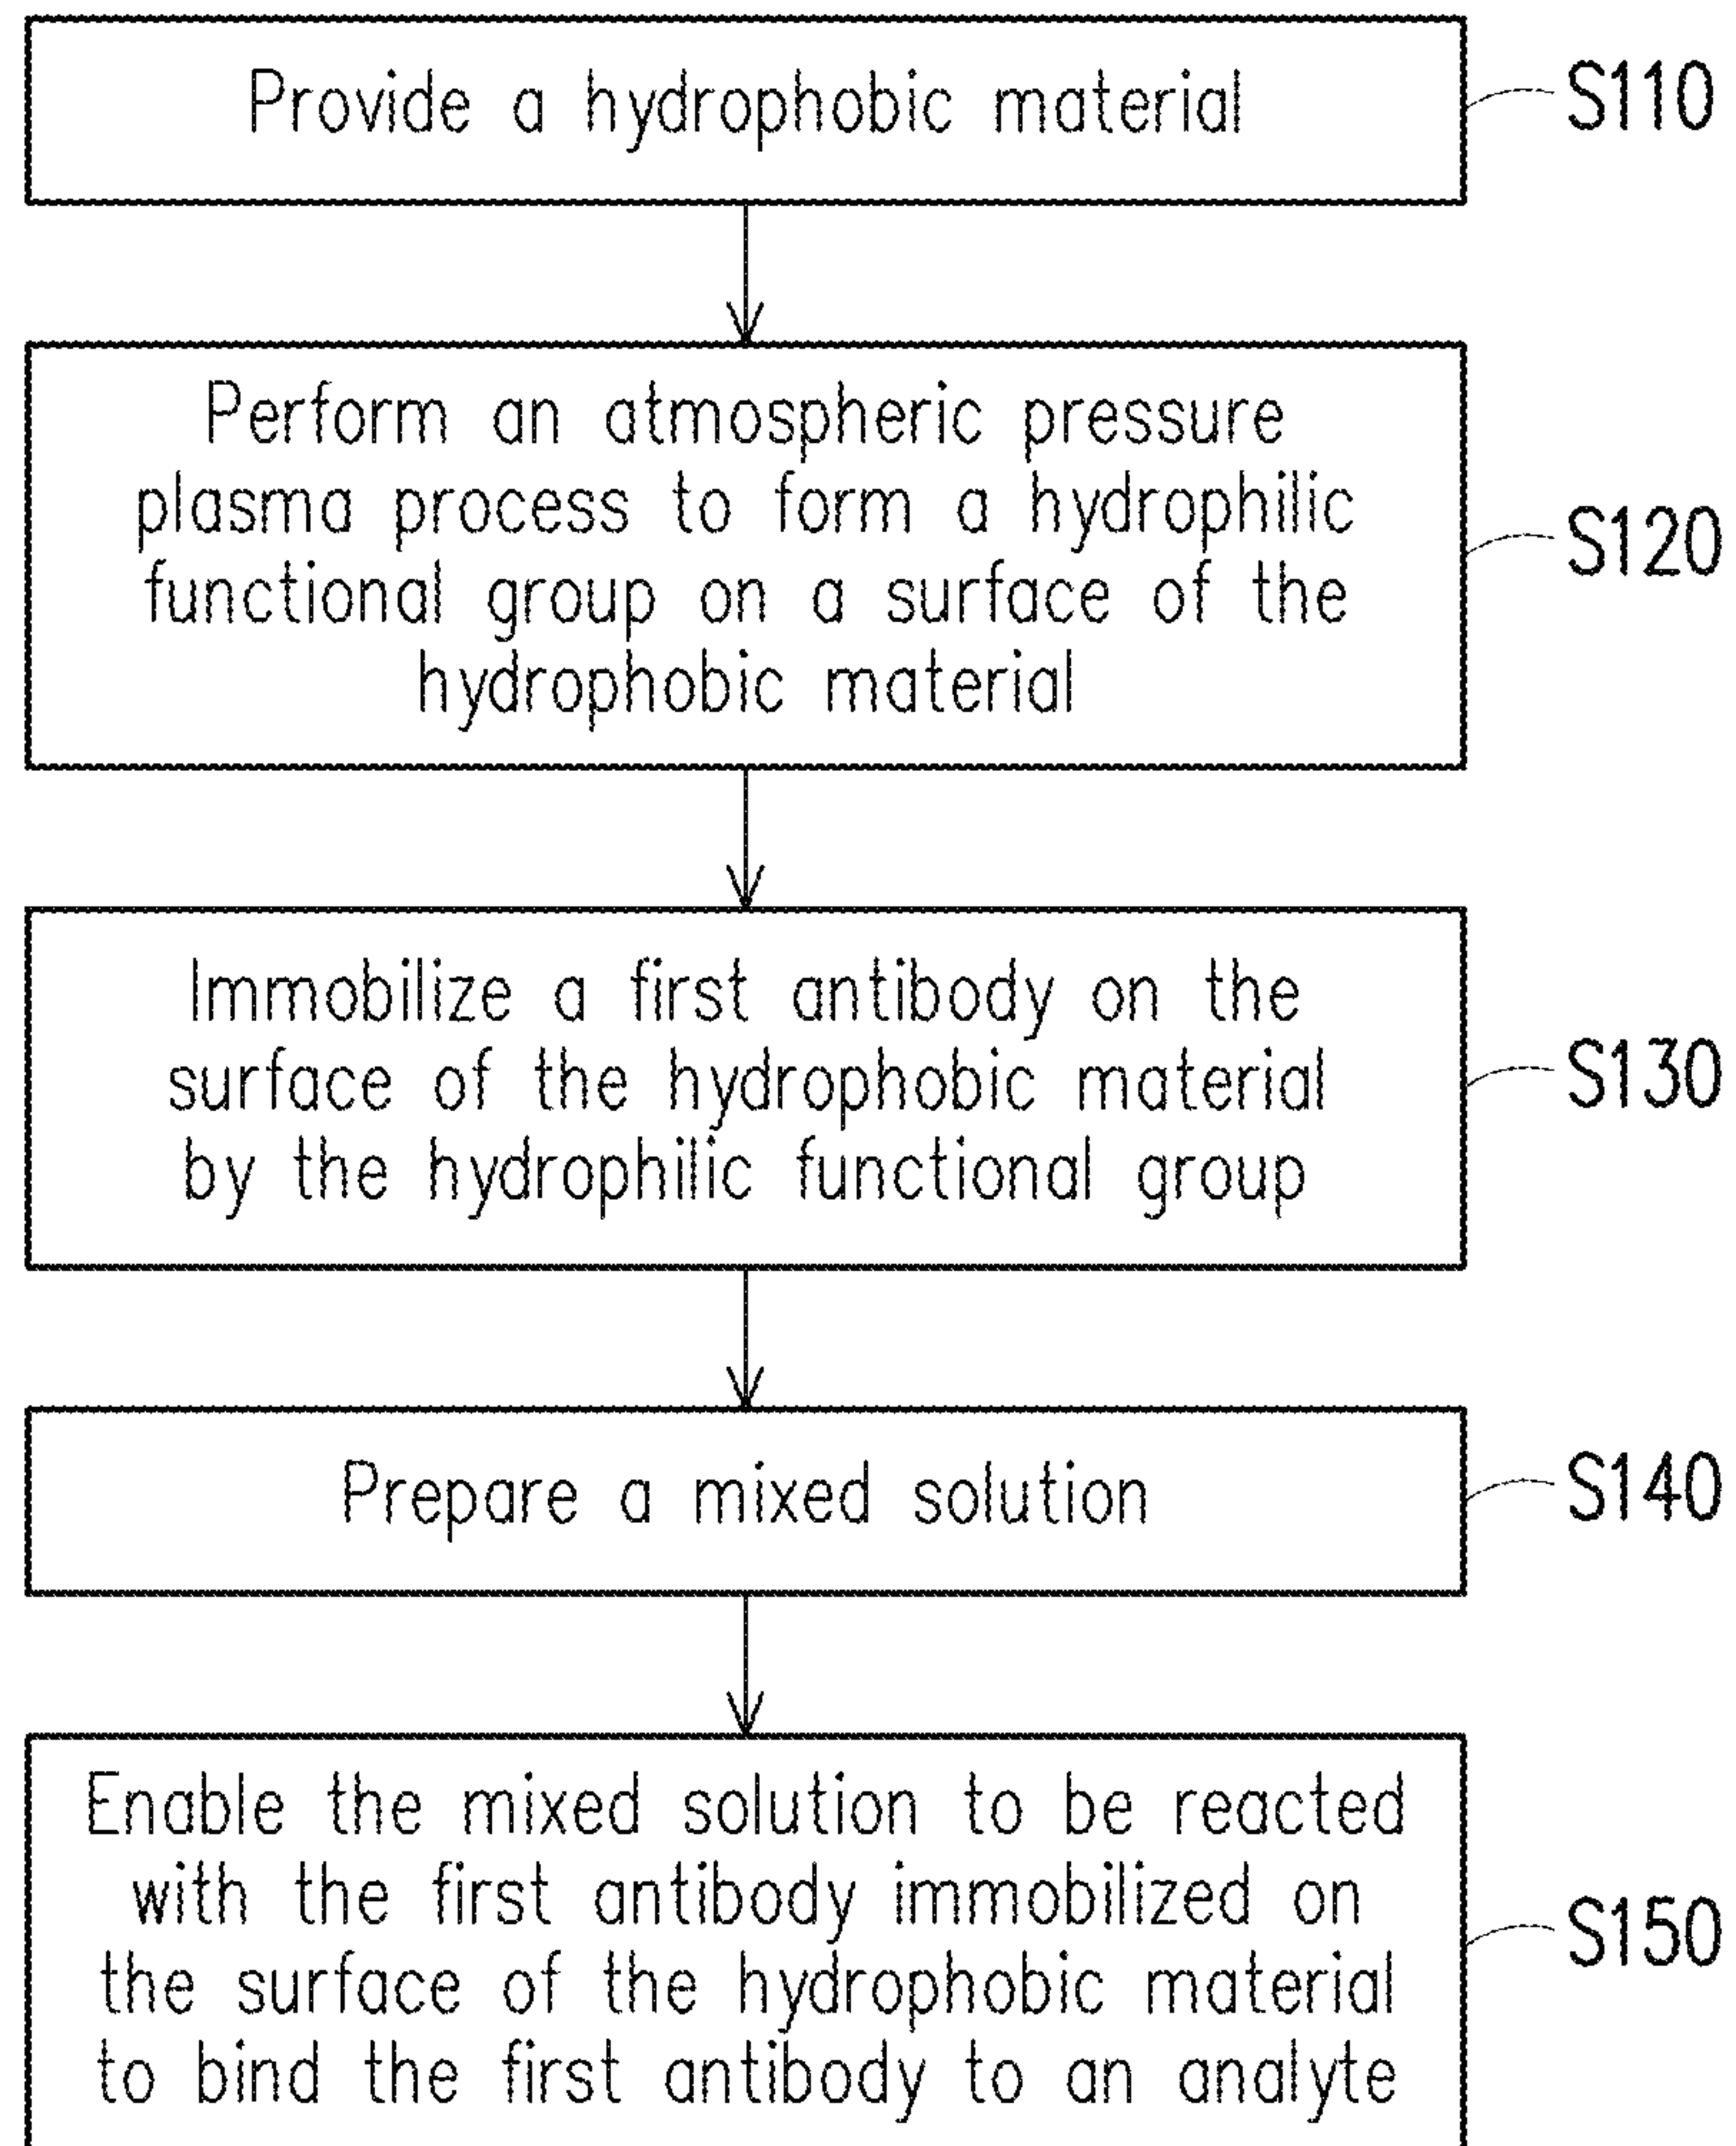 Provide a hydrophobic material
S110
Perform an atmospheric pressure
plasma process to form a hydrophilic
functional group on a surface of the
hydrophobic material
S120
Immobilize a first antibody on the
surface of the hydrophobic material
by the hydrophilic functional group
S130
Prepare a mixed solution
S140
Enable the mixed solution to be reacted
with the first antibody immobilized on
the surface of the hydrophobic material
to bind the first antibody to an analyte
S150